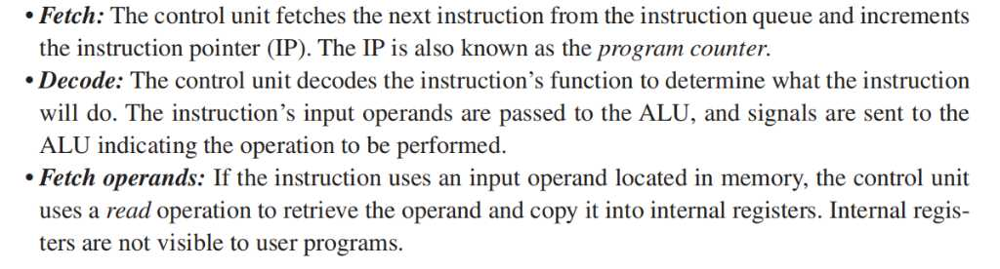 • Fetch: The control unit fetches the next instruction from the instruction queue and increments
the instruction pointer (IP). The IP is also known as the program counter.
• Decode: The control unit decodes the instruction’s function to determine what the instruction
will do. The instruction’s input operands are passed to the ALU, and signals are sent to the
ALU indicating the operation to be performed.
• Fetch operands: If the instruction uses an input operand located in memory, the control unit
uses a read operation to retrieve the operand and copy it into internal registers. Internal regis-
ters are not visible to user programs.